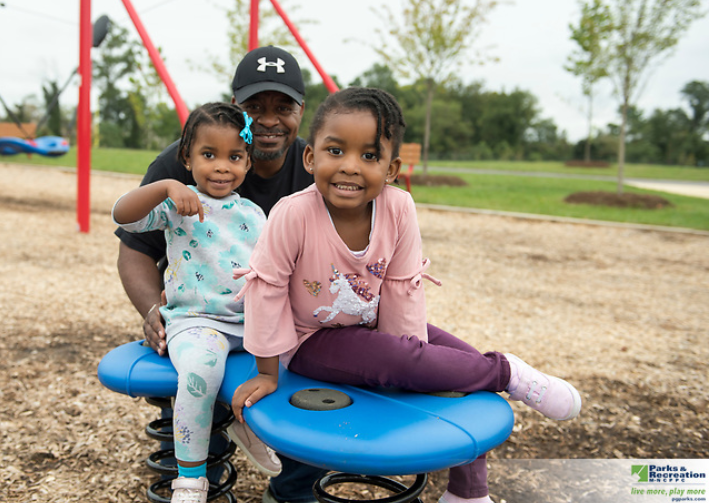 Parks & Recreation
M-NCPPC
live more, play more
pgparks.com